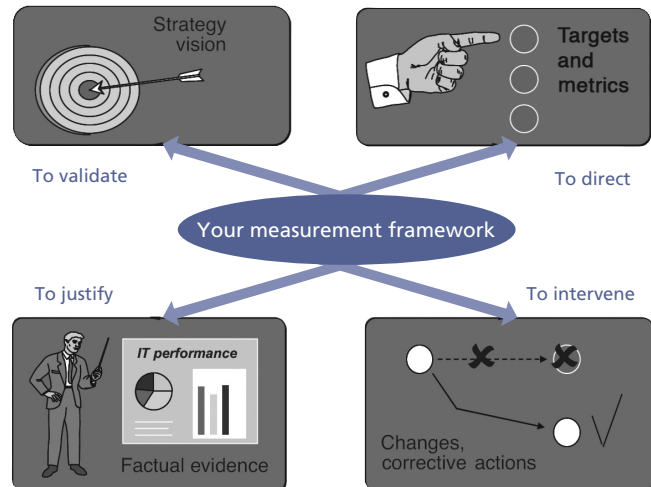 Strategy
vision
Targets
and
metrics
To validate
To direct
Your measurement framework
To justify
To intervene
IT performance
Factual evidence
Changes,
corrective actions